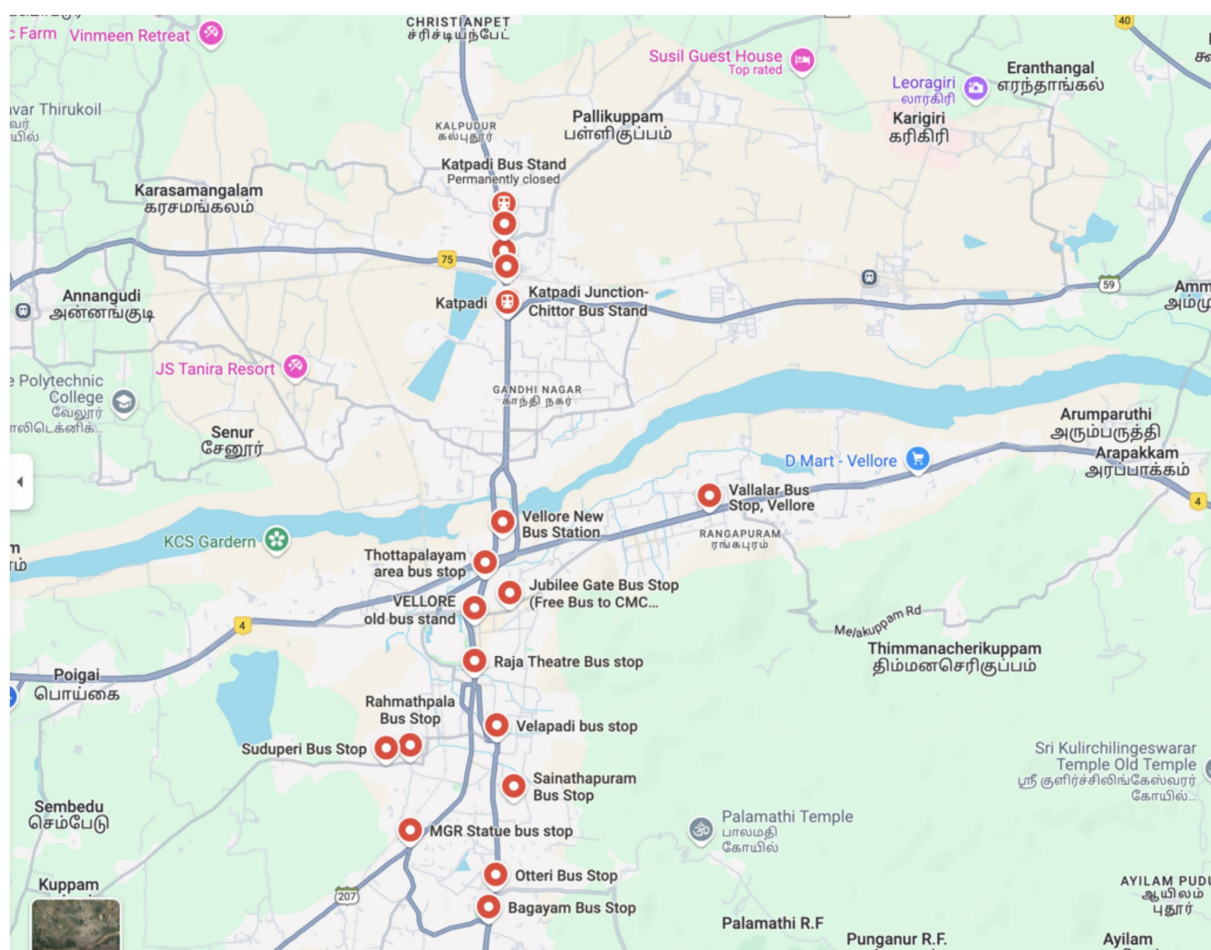 CHRISTIANPET
ச்ரிச்டியந்பேட்
40
c Farm
Vinmeen Retreat
Susil Guest House
Top rated
Eranthangal
எரந்தாங்கல்
Leoragiri
லாரகிரி
Karigiri
கரிகிரி
Pallikuppam
பள்ளிகுப்பம்
var Thirukoil
யில்
KALPUDUR
கல்புதூர்
Katpadi Bus Stand
Permanently closed
Karasamangalam
கரசமங்கலம்
75
59
Annangudi
அன்னங்குடி
Katpadi
Katpadi Junction-
Chittor Bus Stand
Amm
அம்மு
JS Tanira Resort
e Polytechnic
College
வேலூர்
ாலிடெக்னிக்...
GANDHI NAGAR
காந்தி நகர்
Senur
சேனூர்
Arumparuthi
அரும்பருத்தி
Arapakkam
அரப்பாக்கம்
D Mart - Vellore
4
Vallalar Bus
Stop, Vellore
RANGAPURAM
ரங்கபுரம்
Vellore New
Bus Station
KCS Gardern
Thottapalayam
area bus stop
Jubilee Gate Bus Stop
(Free Bus to CMC...
VELLORE
old bus stand
4
Melakuppam Rd
Thimmanacherikuppam
திம்மனசெரிகுப்பம்
Raja Theatre Bus stop
Poigai
பொய்கை
Rahmathpala
Bus Stop
Velapadi bus stop
Suduperi Bus Stop
Sri Kulirchilingeswarar
Temple Old Temple
ஸ்ரீ குளிர்ச்சிலிங்கேஸ்வரர்
கோயில்...
Sainathapuram
Bus Stop
Sembedu
செம்பேடு
MGR Statue bus stop
Palamathi Temple
பாலமதி
கோயில்
Otteri Bus Stop
Kuppam
207
Bagayam Bus Stop
AYILAM PUDU
ஆயிலம்
புதூர்
Palamathi R.F
Punganur R.F.
Ayilam